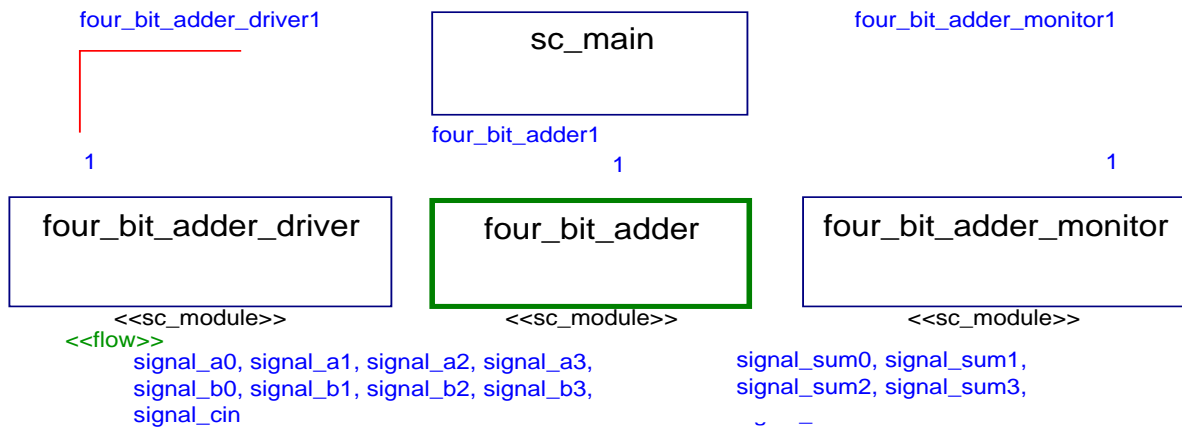 four_bit_adder_driver1
sc_main
four_bit_adder_monitor1
four_bit_adder1
1
1
1
four_bit_adder_driver
four_bit_adder
four_bit_adder_monitor
<<sc_module>>
<<sc_module>>
<<sc_module>>
<<flow>>
signal_a0, signal_a1, signal_a2, signal_a3,
signal_b0, signal_b1, signal_b2, signal_b3,
signal_cin
signal_sum0, signal_sum1,
signal_sum2, signal_sum3,